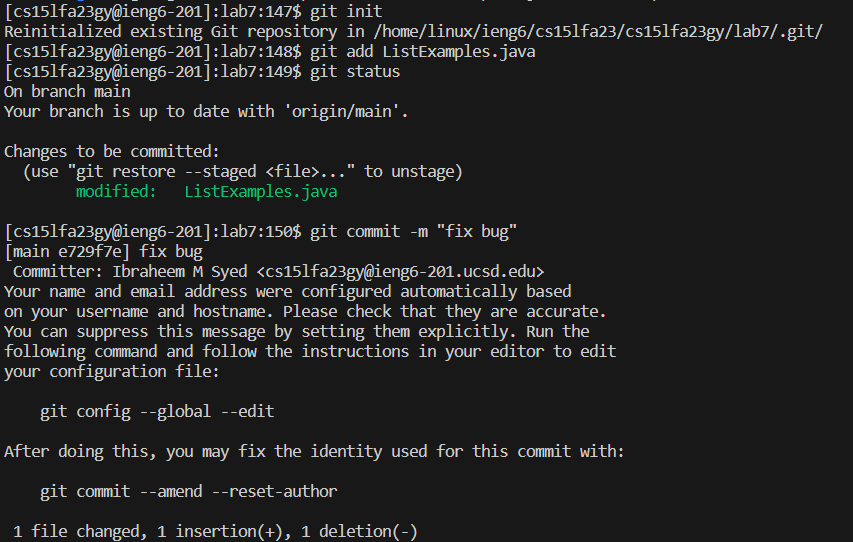 [cs15lfa23gy@ieng6-201]:lab7:147$ git init
Reinitialized existing Git repository in /home/linux/ieng6/cs15lfa23/cs15lfa23gy/lab7/.git/
[cs15lfa23gy@ieng6-201]:lab7:148$ git add ListExamples.java
[cs15lfa23gy@ieng6-201]:lab7:149$ git status
On branch main
Your branch is up to date with 'origin/main'.
Changes to be committed:
  (use "git restore --staged <file>..." to unstage)
        modified:   ListExamples.java
[cs15lfa23gy@ieng6-201]:lab7:150$ git commit -m "fix bug"
[main e729f7e] fix bug
 Committer: Ibraheem M Syed <cs15lfa23gy@ieng6-201.ucsd.edu>
Your name and email address were configured automatically based
on your username and hostname. Please check that they are accurate.
You can suppress this message by setting them explicitly. Run the
following command and follow the instructions in your editor to edit
your configuration file:
    git config --global --edit
After doing this, you may fix the identity used for this commit with:
    git commit --amend --reset-author
 1 file changed, 1 insertion(+), 1 deletion(-)